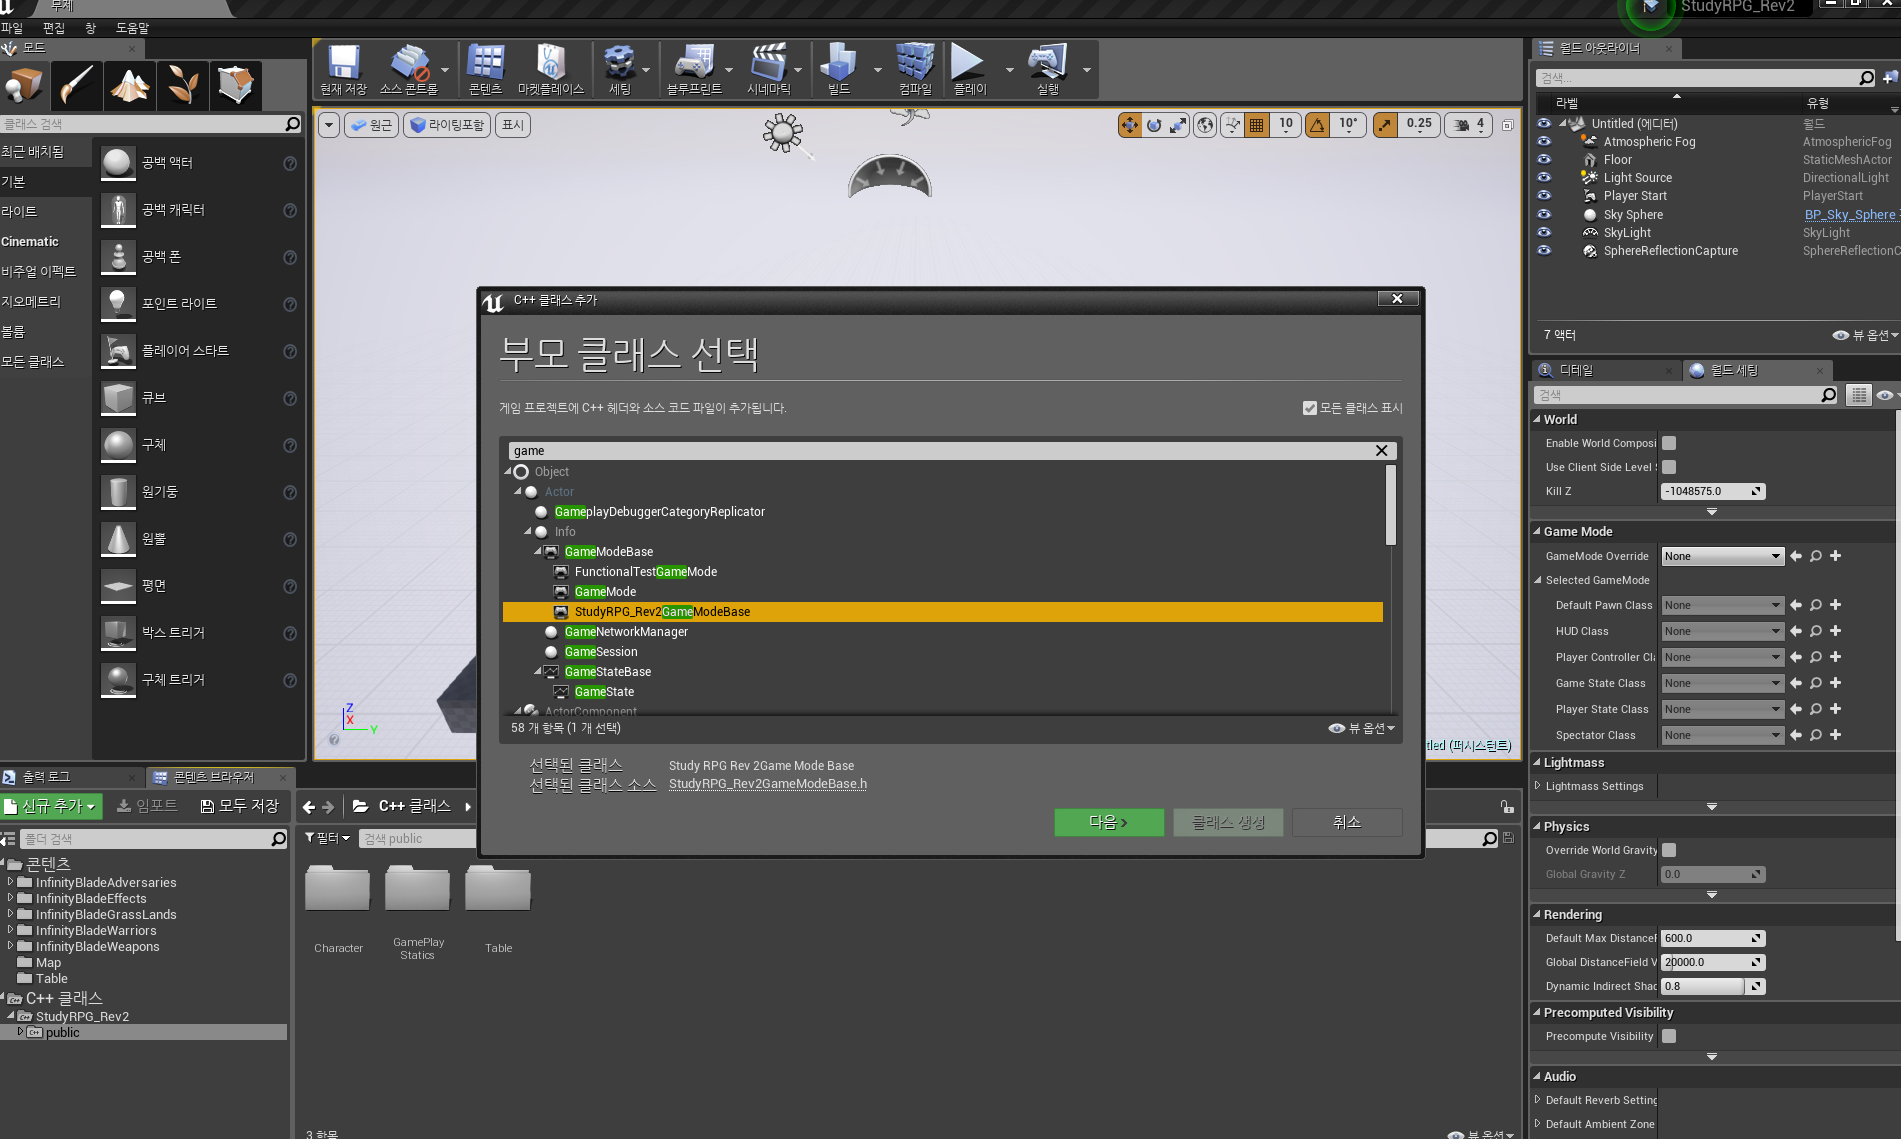 무제
StudyRPG_Rev2
파일 편집 창 도움말
모드
클래스 검색
최근 배치됨
기본
라이트
Cinematic
비주얼 이펙트
지오메트리
볼륨
모든 클래스
공백 액터
공백 캐릭터
공백 폰
포인트 라이트
플레이어 스타트
큐브
구체
원기둥
원뿔
평면
박스 트리거
구체 트리거
현재 저장
소스 콘트롤
콘텐츠
마켓플레이스
세팅
블루프린트
시네마틱
빌드
컴파일
플레이
실행
원근
라이팅포함
표시
10
10°
0.25
4
Z
X
Y
tled (퍼시스턴트)
C++ 클래스 추가
부모 클래스 선택
게임 프로젝트에 C++ 헤더와 소스 코드 파일이 추가됩니다.
모든 클래스 표시
game
Object
Actor
GameplayDebuggerCategoryReplicator
Info
GameModeBase
FunctionalTestGameMode
GameMode
StudyRPG_Rev2GameModeBase
GameNetworkManager
GameSession
GameStateBase
GameState
ActorComponent
58 개 항목 (1 개 선택)
뷰 옵션
선택된 클래스 Study RPG Rev 2Game Mode Base
선택된 클래스 소스 StudyRPG_Rev2GameModeBase.h
다음 >
클래스 생성
취소
월드 아웃라이너
검색...
라벨 유형
Untitled (에디터) 월드
Atmospheric Fog AtmosphericFog
Floor StaticMeshActor
Light Source DirectionalLight
Player Start PlayerStart
Sky Sphere BP_Sky_Sphere
SkyLight SkyLight
SphereReflectionCapture SphereReflectionC
7 액터
뷰 옵션
디테일
월드 세팅
검색
World
Enable World Composi
Use Client Side Level S
Kill Z -1048575.0
Game Mode
GameMode Override None
Selected GameMode
Default Pawn Class None
HUD Class None
Player Controller Cla None
Game State Class None
Player State Class None
Spectator Class None
Lightmass
Lightmass Settings
Physics
Override World Gravity
Global Gravity Z 0.0
Rendering
Default Max DistanceF 600.0
Global DistanceField V 20000.0
Dynamic Indirect Shad 0.8
Precomputed Visibility
Precompute Visibility
Audio
Default Reverb Setting
Default Ambient Zone
출력 로그
콘텐츠 브라우저
신규 추가
임포트
모두 저장
C++ 클래스
폴더 검색
콘텐츠
InfinityBladeAdversaries
InfinityBladeEffects
InfinityBladeGrassLands
InfinityBladeWarriors
InfinityBladeWeapons
Map
Table
C++ 클래스
StudyRPG_Rev2
public
필터
검색 public
Character
GamePlay
Statics
Table
3 항목
뷰 옵션